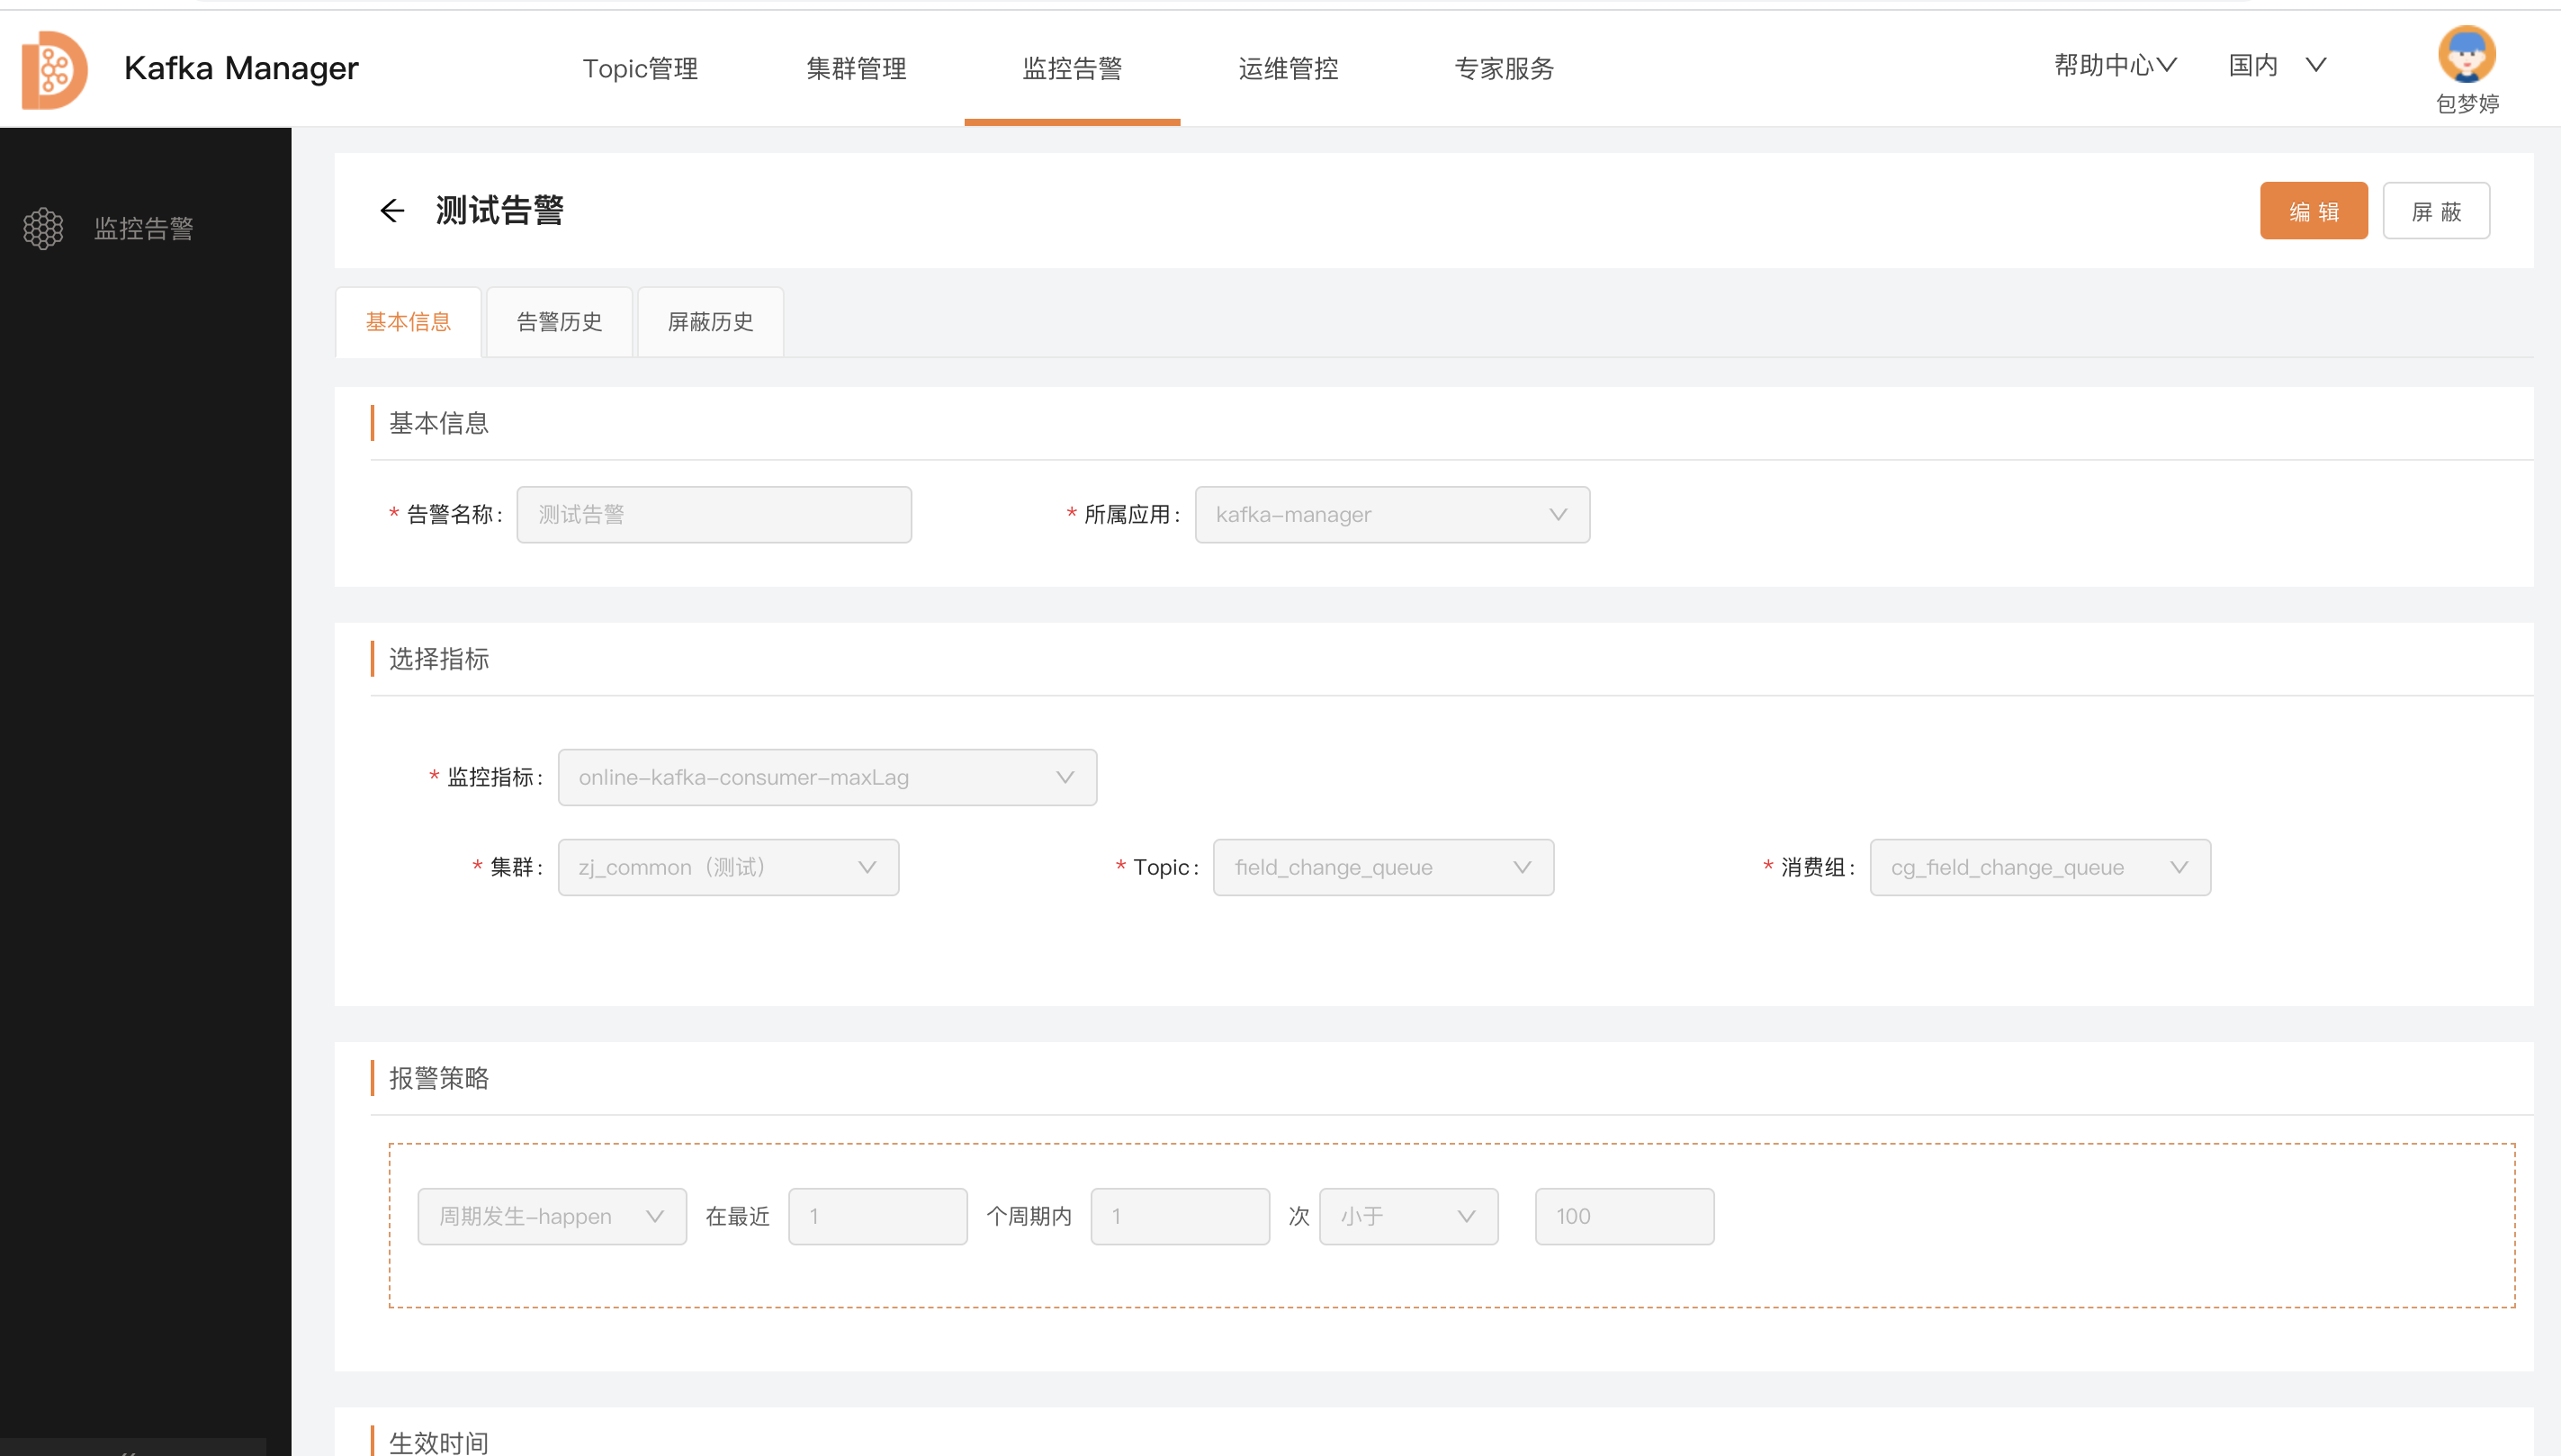 Kafka Manager
Topic管理
集群管理
监控告警
运维管控
专家服务
帮助中心
国内
包梦婷
监控告警
测试告警
编 辑
屏 蔽
基本信息
告警历史
屏蔽历史
基本信息
* 告警名称: 测试告警
* 所属应用: kafka-manager
选择指标
* 监控指标: online-kafka-consumer-maxLag
* 集群: zj_common（测试）
* Topic: field_change_queue
* 消费组: cg_field_change_queue
报警策略
周期发生-happen 在最近 1 个周期内 1 次 小于 100
生效时间